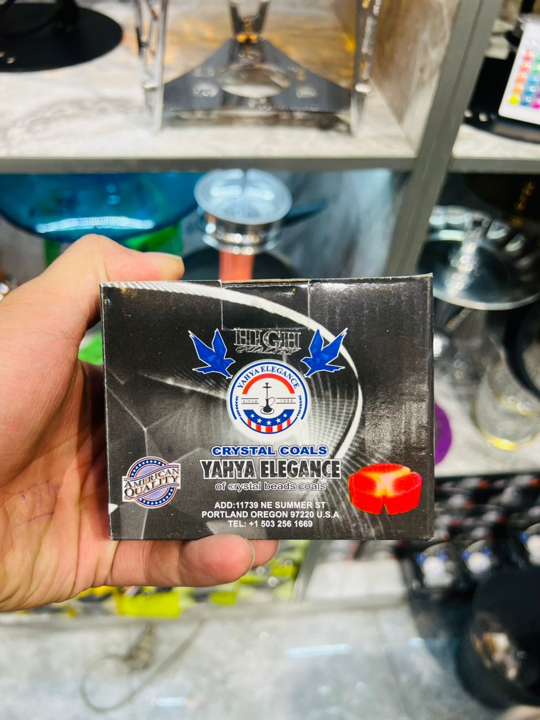 HIGH
YAHYA ELEGANCE
SINCE
CRYSTAL COALS
YAHYA ELEGANCE
of crystal beads coals
AMERICAN
QUALITY
ADD:11739 NE SUMMER ST
PORTLAND OREGON 97220 U.S.A
TEL: +1 503 256 1669